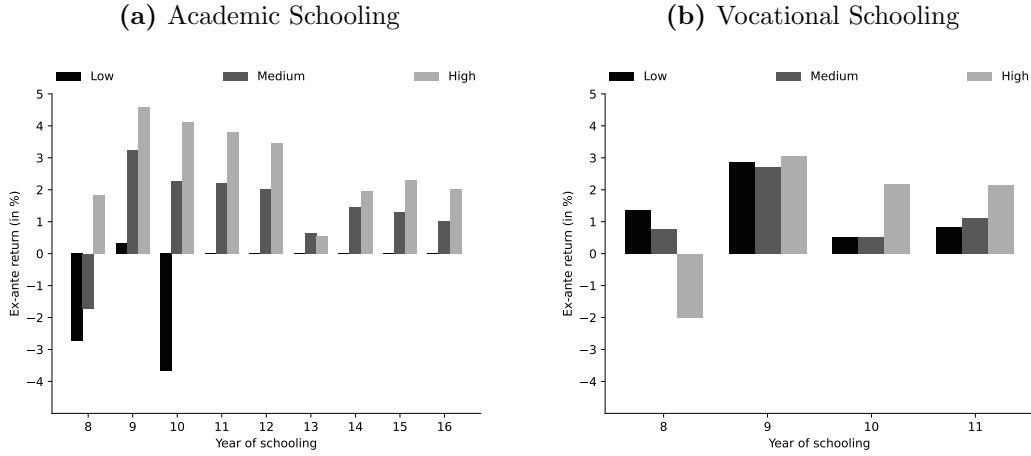 (a) Academic Schooling
Low Medium High
5
4
3
2
1
0
−1
−2
−3
−4
Ex-ante return (in %)
8 9 10 11 12 13 14 15 16
Year of schooling
(b) Vocational Schooling
Low Medium High
5
4
3
2
1
0
−1
−2
−3
−4
Ex-ante return (in %)
8 9 10 11
Year of schooling